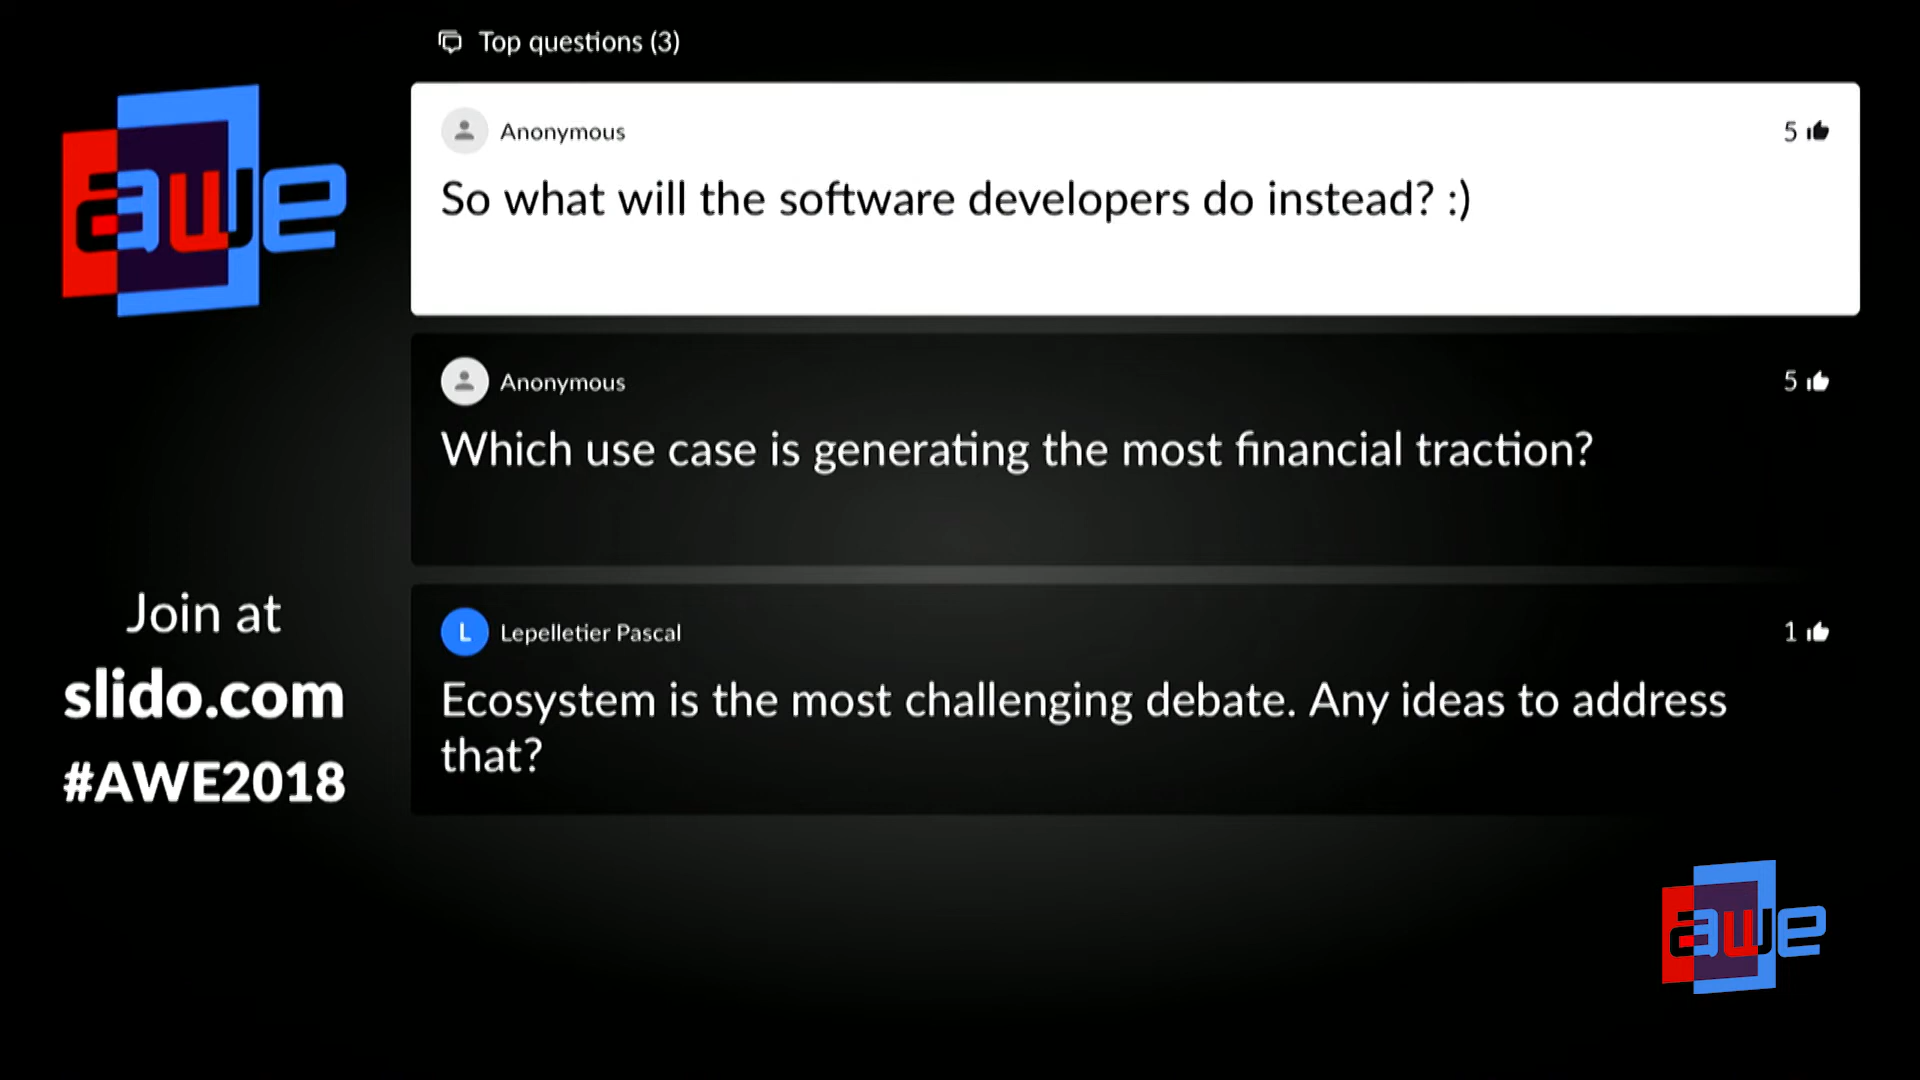 Top questions (3)
awe
Anonymous
5
So what will the software developers do instead? :)
Anonymous
5
Which use case is generating the most financial traction?
Join at
slido.com
#AWE2018
L
Lepelletier Pascal
1
Ecosystem is the most challenging debate. Any ideas to address
that?
awe